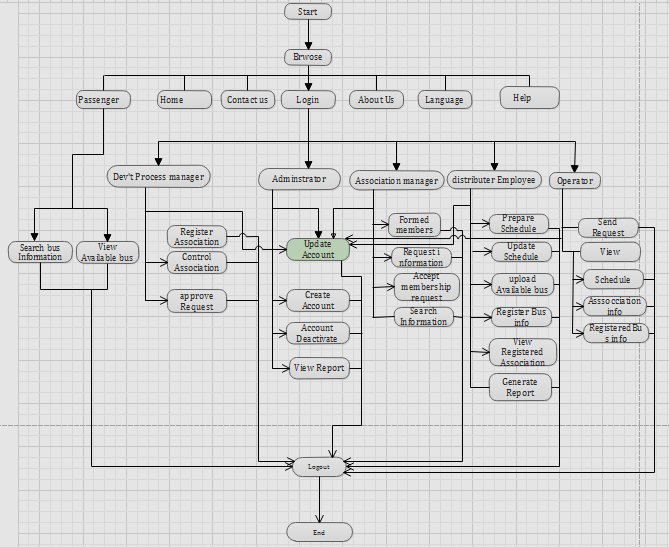 Start
Brwose
Passenger
Home
Contact us
Login
About Us
Language
Help
Dev't Process manager
Adminstrator
Association manager
distributer Employee
Operator
Search bus
Information
View
Available bus
Register
Association
Control
Association
approve
Request
Update
Account
Create
Account
Account
Deactivate
View Report
Formed
members
Request i
nformation
Accept
membership
request
Search
Information
Prepare
Schedule
Update
Schedule
upload
Available bus
Register Bus
info
View
Registered
Association
Generate
Report
Send
Request
View
Schedule
Asssociation
info
Registered Bu
s info
Logout
End